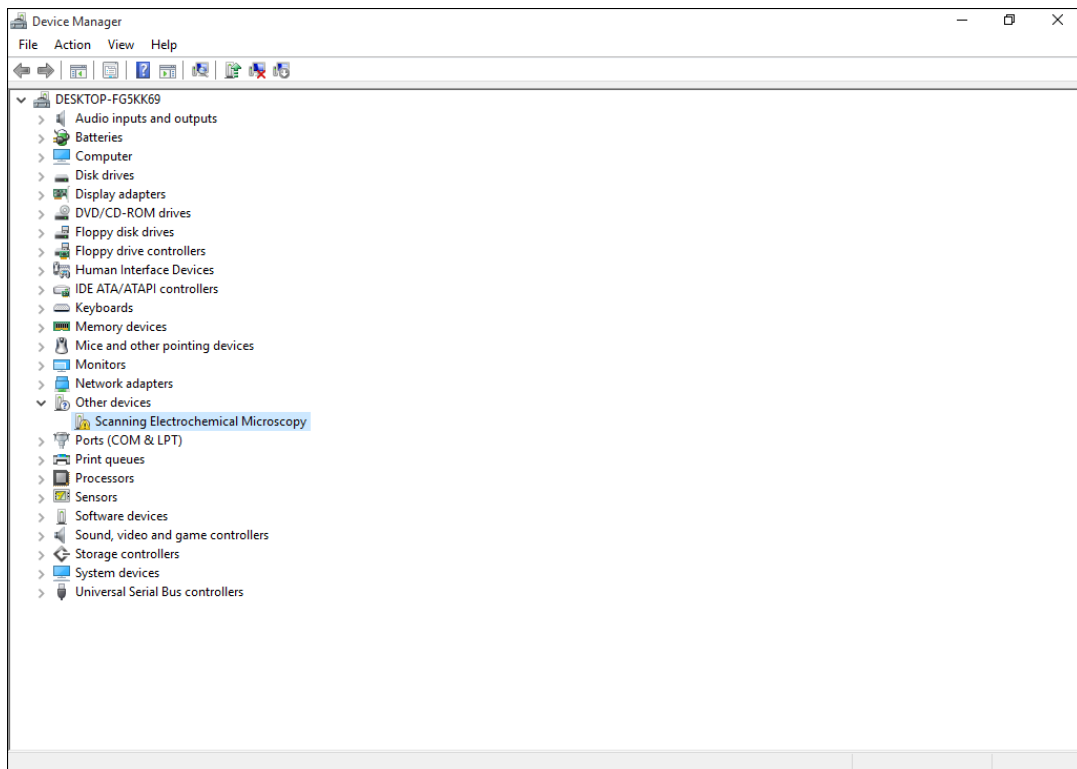 Device Manager
File Action View Help
DESKTOP-FG5KK69
Audio inputs and outputs
Batteries
Computer
Disk drives
Display adapters
DVD/CD-ROM drives
Floppy disk drives
Floppy drive controllers
Human Interface Devices
IDE ATA/ATAPI controllers
Keyboards
Memory devices
Mice and other pointing devices
Monitors
Network adapters
Other devices
Scanning Electrochemical Microscopy
Ports (COM & LPT)
Print queues
Processors
Sensors
Software devices
Sound, video and game controllers
Storage controllers
System devices
Universal Serial Bus controllers